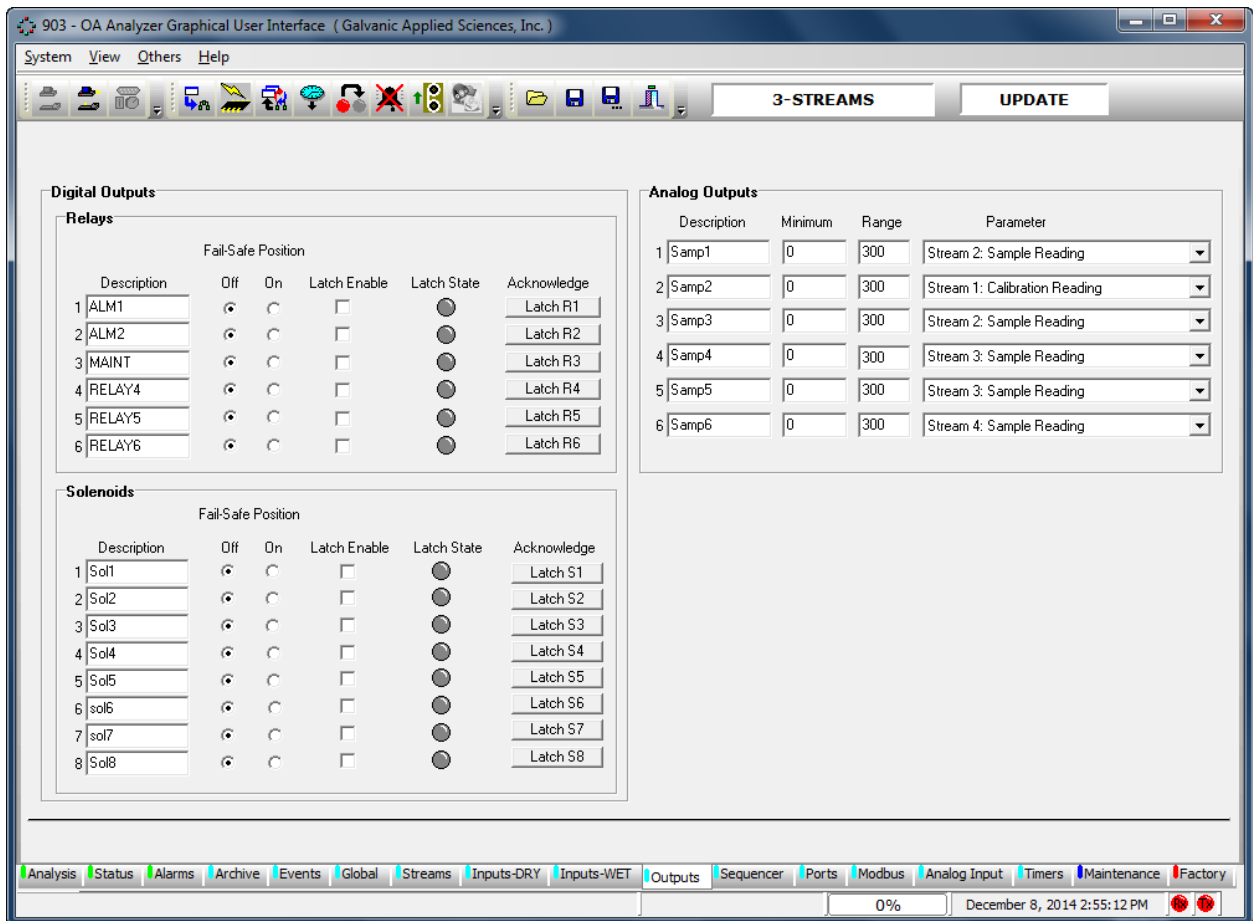 903 - OA Analyzer Graphical User Interface ( Galvanic Applied Sciences, Inc. )
System View Others Help
3-STREAMS UPDATE
Digital Outputs
Relays
Fail-Safe Position
Description Off On Latch Enable Latch State Acknowledge
1 ALM1 Latch R1
2 ALM2 Latch R2
3 MAINT Latch R3
4 RELAY4 Latch R4
5 RELAY5 Latch R5
6 RELAY6 Latch R6
Solenoids
Fail-Safe Position
Description Off On Latch Enable Latch State Acknowledge
1 Sol1 Latch S1
2 Sol2 Latch S2
3 Sol3 Latch S3
4 Sol4 Latch S4
5 Sol5 Latch S5
6 sol6 Latch S6
7 sol7 Latch S7
8 Sol8 Latch S8
Analog Outputs
Description Minimum Range Parameter
1 Samp1 0 300 Stream 2: Sample Reading
2 Samp2 0 300 Stream 1: Calibration Reading
3 Samp3 0 300 Stream 2: Sample Reading
4 Samp4 0 300 Stream 3: Sample Reading
5 Samp5 0 300 Stream 3: Sample Reading
6 Samp6 0 300 Stream 4: Sample Reading
Analysis Status Alarms Archive Events Global Streams Inputs-DRY Inputs-WET Outputs Sequencer Ports Modbus Analog Input Timers Maintenance Factory
0% December 8, 2014 2:55:12 PM Rx Tx